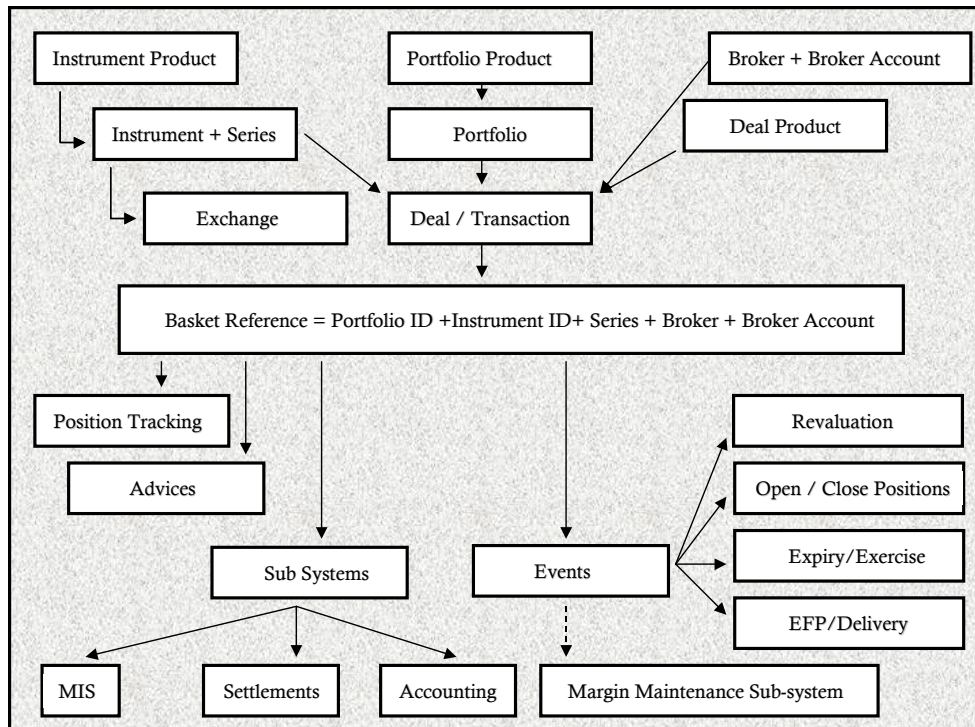 Instrument Product
Portfolio Product
Broker + Broker Account
Instrument + Series
Portfolio
Deal Product
Exchange
Deal / Transaction
Basket Reference = Portfolio ID +Instrument ID+ Series + Broker + Broker Account
Position Tracking
Revaluation
Advices
Open / Close Positions
Sub Systems
Events
Expiry/Exercise
EFP/Delivery
MIS
Settlements
Accounting
Margin Maintenance Sub-system